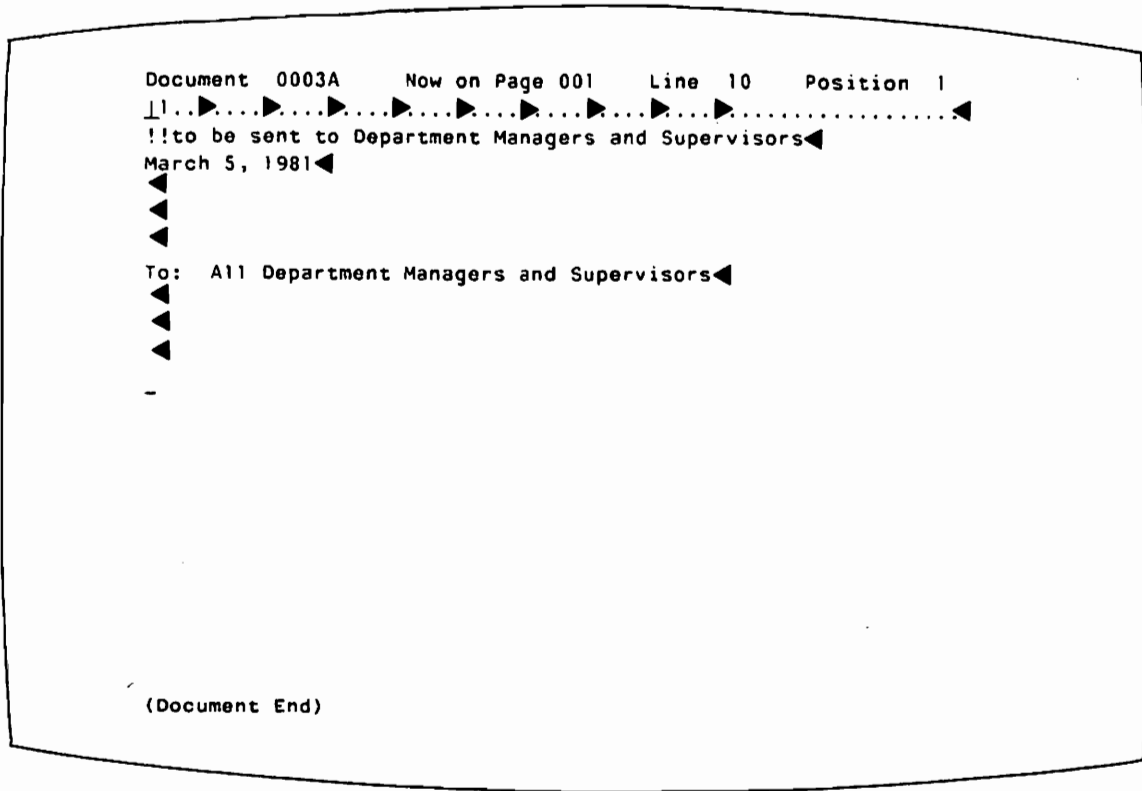 Document  0003A     Now on Page 001     Line  10     Position  1
⊥1..▶....▶....▶....▶....▶....▶....▶....▶....▶..................◀
!!to be sent to Department Managers and Supervisors◀
March 5, 1981◀
◀
◀
◀
To:  All Department Managers and Supervisors◀
◀
◀
◀
_
(Document End)